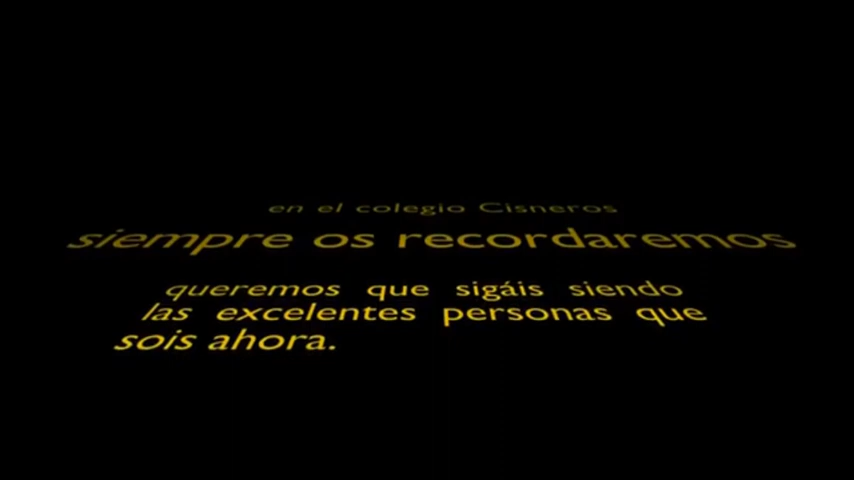 en el colegio Cisneros
siempre os recordaremos
queremos que sigáis siendo
las excelentes personas que
sois ahora.